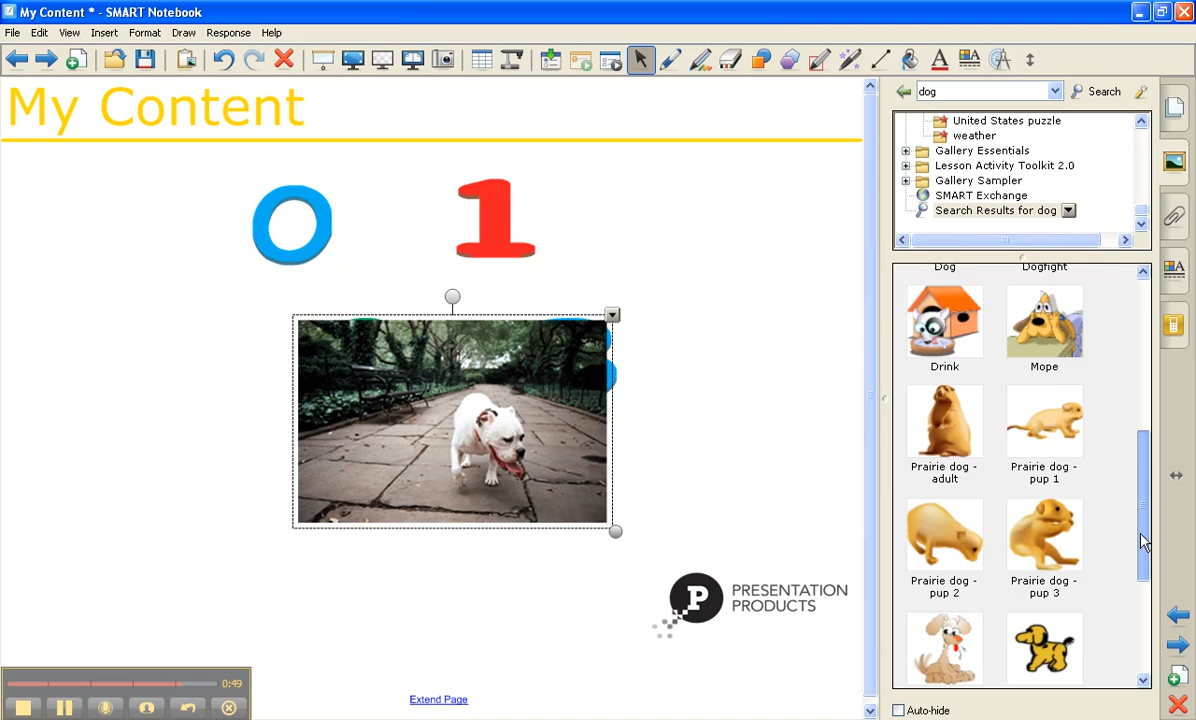 My Content * - SMART Notebook
File Edit View Insert Format Draw Response Help
My Content
0 1
PRESENTATION
PRODUCTS
P
Extend Page
0:49
dog Search
United States puzzle
weather
Gallery Essentials
Lesson Activity Toolkit 2.0
Gallery Sampler
SMART Exchange
Search Results for dog
Dog Dogfight
Drink Mope
Prairie dog - adult
Prairie dog - pup 1
Prairie dog - pup 2
Prairie dog - pup 3
Auto-hide